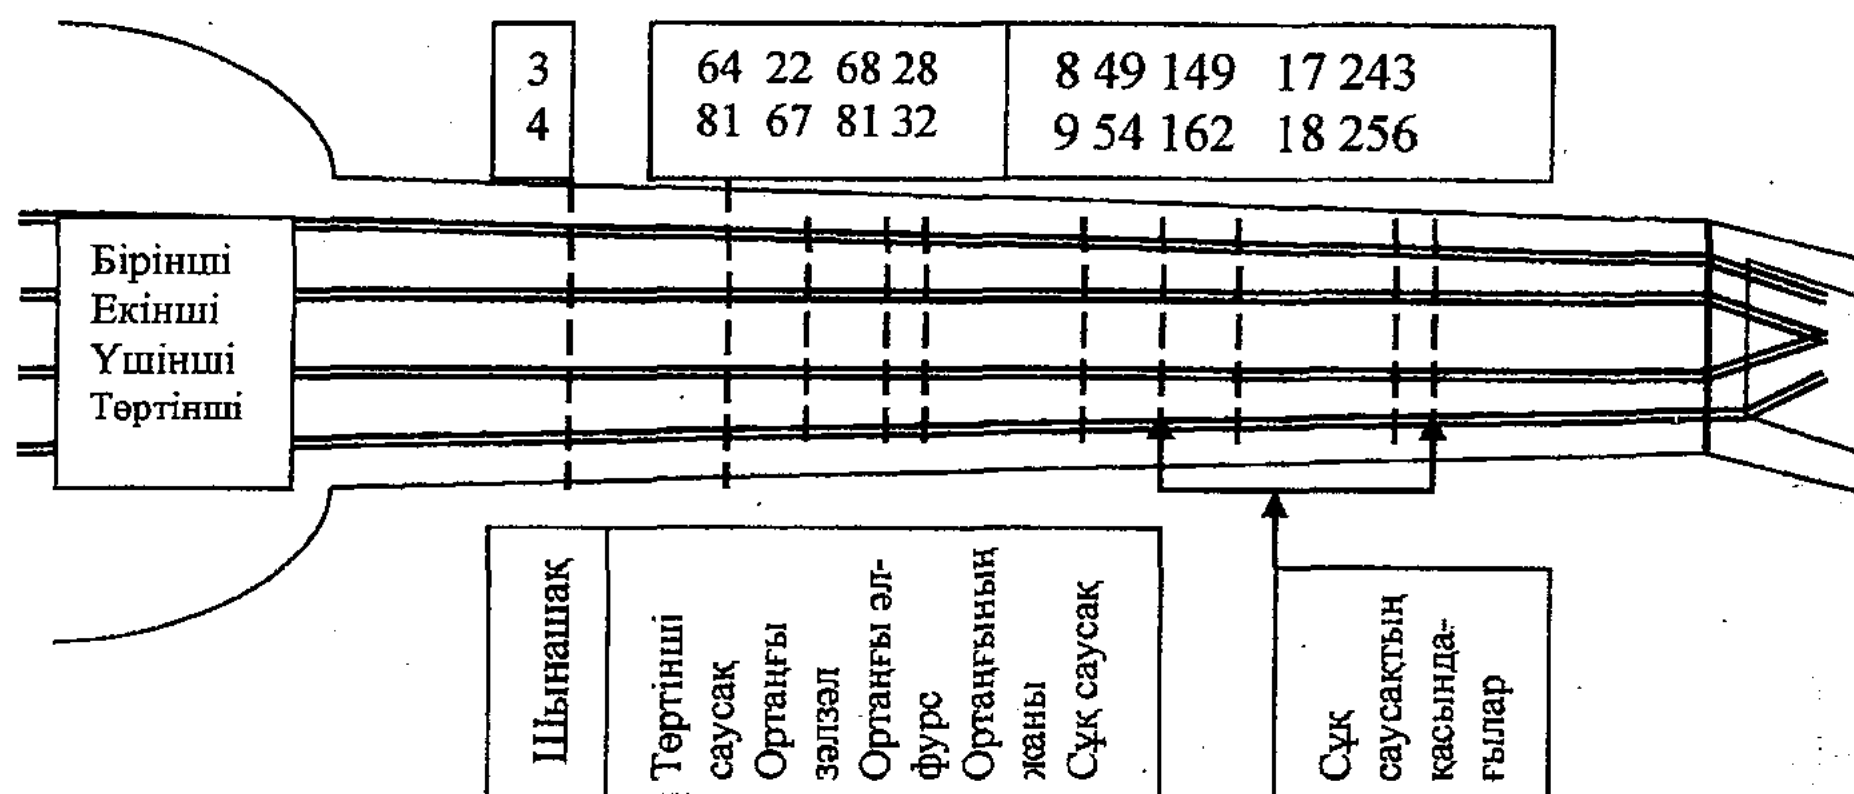 3
4
64 22 68 28
81 67 81 32
8 49 149 17 243
9 54 162 18 256
Бірінші
Екінші
Үшінші
Төртінші
Шынашақ
Төртінші
саусақ
Ортаңғы
зәлзәл
Ортаңғы әл-
фурс
Ортаңғының
жаны
Сұқ саусақ
Сұқ
саусақтың
қасында-
ғылар